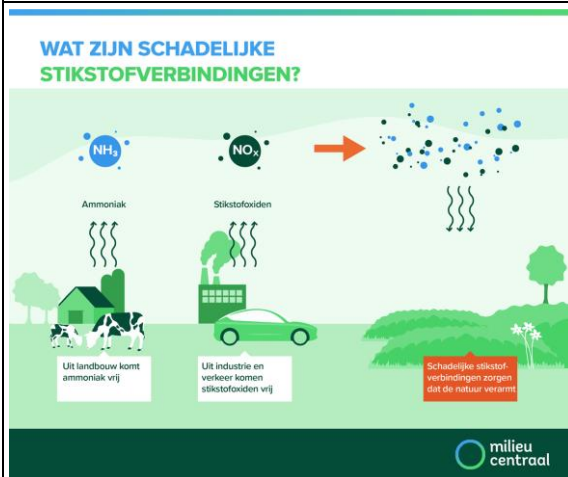 WAT ZIJN SCHADELIJKE
STIKSTOFVERBINDINGEN?
NH₃
NOₓ
Ammoniak
Stikstofoxiden
Uit landbouw komt
ammoniak vrij
Uit industrie en
verkeer komen
stikstofoxiden vrij
Schadelijke stikstof-
verbindingen zorgen
dat de natuur verarmt
milieu
centraal